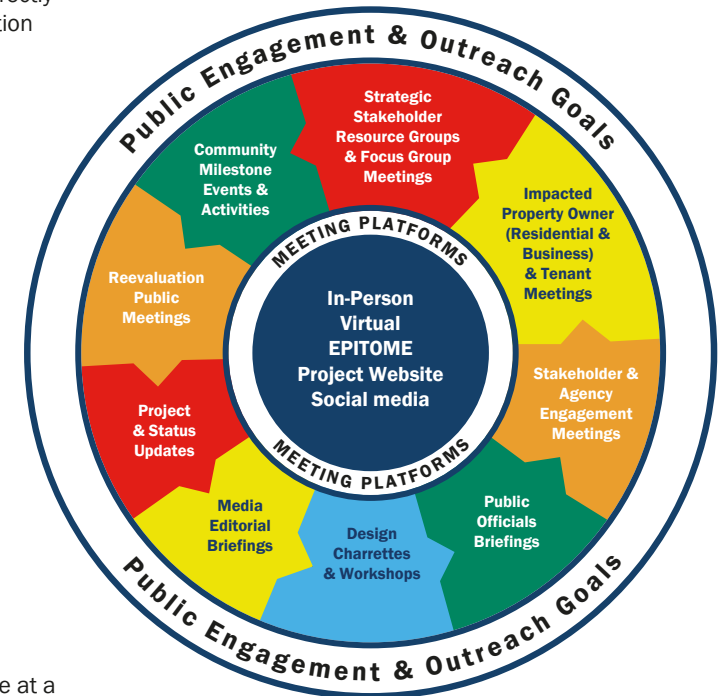 Public Engagement & Outreach Goals
Strategic
Stakeholder
Resource Groups
& Focus Group
Meetings
Impacted
Property Owner
(Residential &
Business)
& Tenant
Meetings
Stakeholder &
Agency
Engagement
Meetings
Public
Officials
Briefings
Design
Charrettes
& Workshops
Media
Editorial
Briefings
Project
& Status
Updates
Reevaluation
Public
Meetings
Community
Milestone
Events &
Activities
MEETING PLATFORMS
In-Person
Virtual
EPITOME
Project Website
Social media
MEETING PLATFORMS
Public Engagement & Outreach Goals
e at a